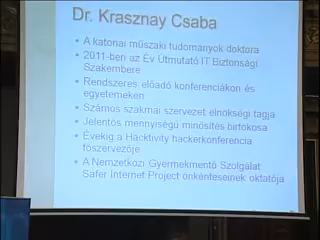 Dr. Krasznay Csaba
• A katonai műszaki tudományok doktora
• 2011-ben az Év Útmutató IT Biztonsági
Szakembere
• Rendszeres előadó konferenciákon és
egyetemeken
• Számos szakmai szervezet elnökségi tagja
• Jelentős mennyiségű minősítés birtokosa
• Évekig a Hacktivity hackerkonferencia
főszervezője
• A Nemzetközi Gyermekmentő Szolgálat
Safer Internet Project önkénteseinek oktatója